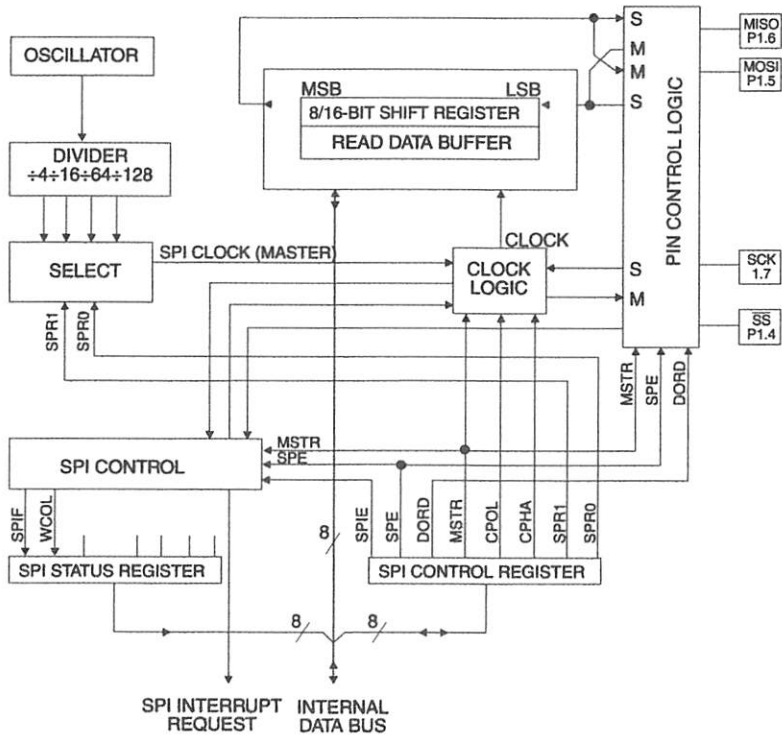 OSCILLATOR
DIVIDER
÷4÷16÷64÷128
SELECT
SPR1
SPR0
SPI CLOCK (MASTER)
MSB
LSB
8/16-BIT SHIFT REGISTER
READ DATA BUFFER
CLOCK
CLOCK
LOGIC
S
M
M
S
S
M
PIN CONTROL LOGIC
MISO
P1.6
MOSI
P1.5
SCK
1.7
SS
P1.4
MSTR
SPE
DORD
SPI CONTROL
MSTR
SPE
SPIF
WCOL
SPI STATUS REGISTER
8
SPIE
SPE
DORD
MSTR
CPOL
CPHA
SPR1
SPR0
SPI CONTROL REGISTER
8
8
SPI INTERRUPT
REQUEST
INTERNAL
DATA BUS